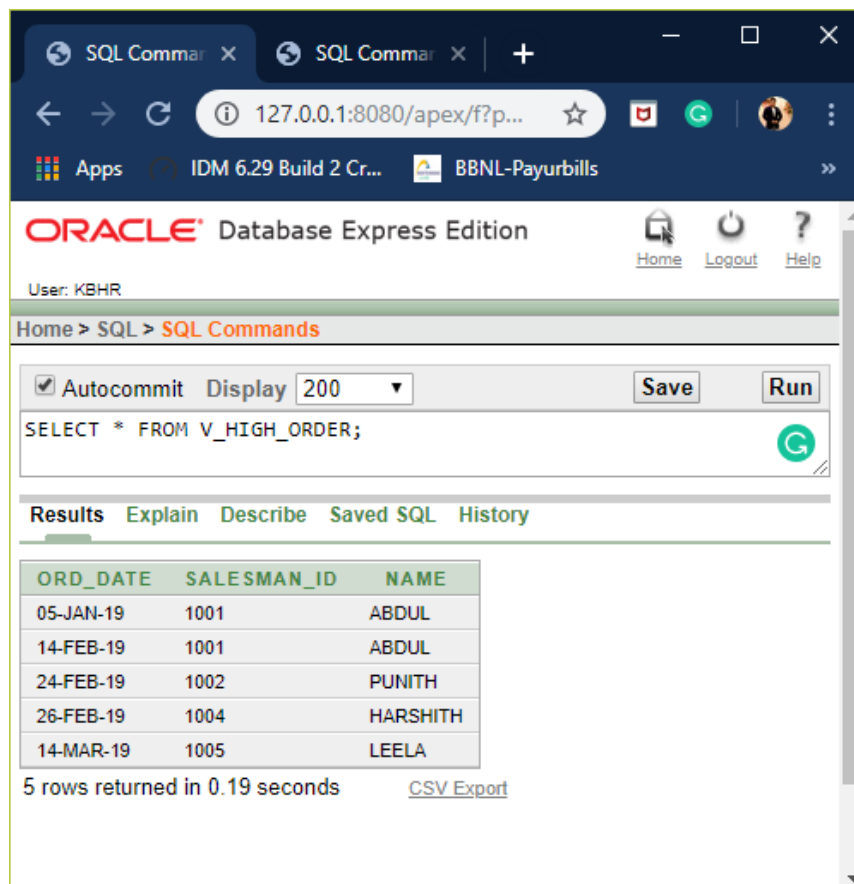 SQL Commar SQL Commar
127.0.0.1:8080/apex/f?p...
Apps IDM 6.29 Build 2 Cr... BBNL-Payurbills »
ORACLE Database Express Edition
Home Logout Help
User: KBHR
Home > SQL > SQL Commands
Autocommit Display 200 Save Run
SELECT * FROM V_HIGH_ORDER;
Results Explain Describe Saved SQL History
ORD_DATE SALESMAN_ID NAME
05-JAN-19 1001 ABDUL
14-FEB-19 1001 ABDUL
24-FEB-19 1002 PUNITH
26-FEB-19 1004 HARSHITH
14-MAR-19 1005 LEELA
5 rows returned in 0.19 seconds CSV Export